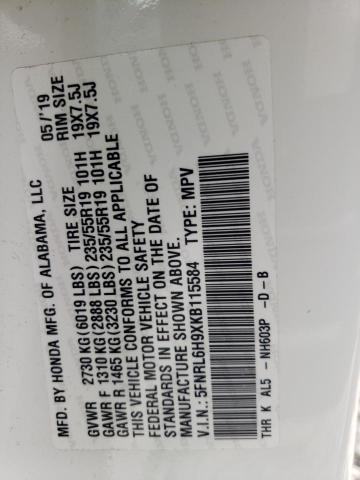 MFD. BY HONDA MFG. OF ALABAMA, LLC 05/'19
TIRE SIZE RIM SIZE
GVWR 2730 KG(6019 LBS)
GAWR F 1310 KG(2888 LBS) 235/55R19 101H 19X7.5J
GAWR R 1465 KG(3230 LBS) 235/55R19 101H 19X7.5J
THIS VEHICLE CONFORMS TO ALL APPLICABLE
FEDERAL MOTOR VEHICLE SAFETY
STANDARDS IN EFFECT ON THE DATE OF
MANUFACTURE SHOWN ABOVE.
V.I.N.: 5FNRL6H9XKB115584 TYPE: MPV
THR K AL5 - NH603P -D-B